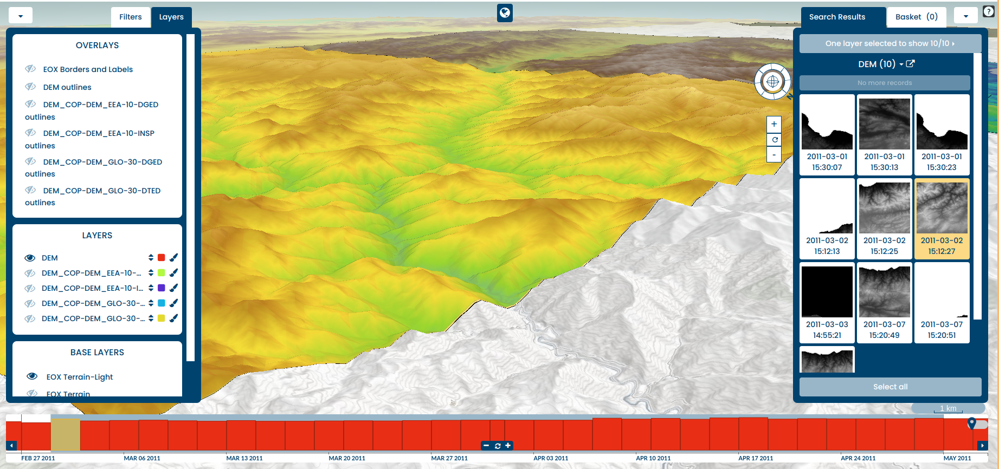 Filters
Layers
Search Results
Basket (0)
?
OVERLAYS
EOX Borders and Labels
DEM outlines
DEM_COP-DEM_EEA-10-DGED
outlines
DEM_COP-DEM_EEA-10-INSP
outlines
DEM_COP-DEM_GLO-30-DGED
outlines
DEM_COP-DEM_GLO-30-DTED
outlines
LAYERS
DEM
DEM_COP-DEM_EEA-10-...
DEM_COP-DEM_EEA-10-I...
DEM_COP-DEM_GLO-30-...
DEM_COP-DEM_GLO-30-...
BASE LAYERS
EOX Terrain-Light
EOX Terrain
N
+
-
One layer selected to show 10/10
DEM (10)
No more records
2011-03-01 2011-03-01 2011-03-01
15:30:07 15:30:13 15:30:23
2011-03-02 2011-03-02 2011-03-02
15:12:13 15:12:25 15:12:27
2011-03-03 2011-03-07 2011-03-07
14:55:21 15:20:49 15:20:51
Select all
1 km
FEB 27 2011 MAR 06 2011 MAR 13 2011 MAR 20 2011 MAR 27 2011 APR 03 2011 APR 10 2011 APR 17 2011 APR 24 2011 MAY 2011